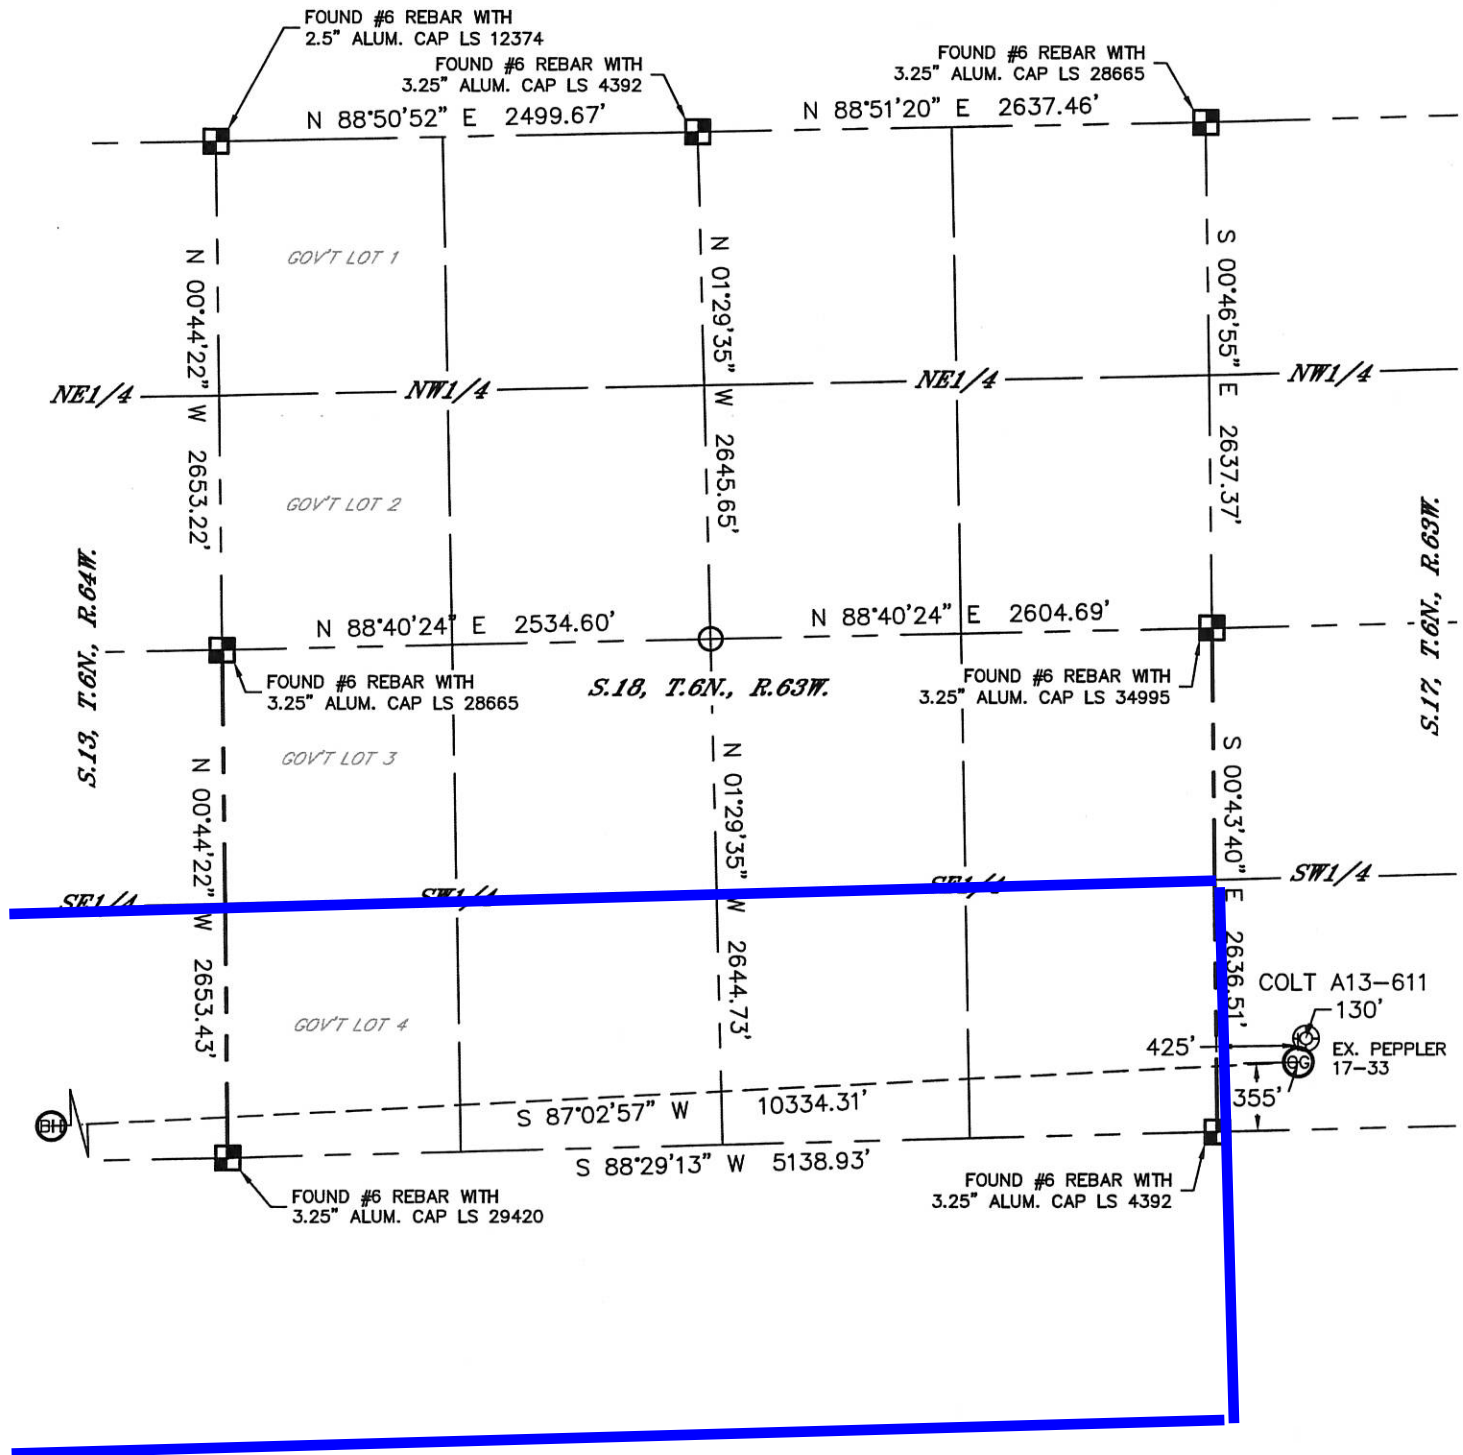 FOUND #6 REBAR WITH
2.5" ALUM. CAP LS 12374
FOUND #6 REBAR WITH
3.25" ALUM. CAP LS 4392
FOUND #6 REBAR WITH
3.25" ALUM. CAP LS 28665
N 88°50'52" E 2499.67'
N 88°51'20" E 2637.46'
GOV'T LOT 1
N 00°44'22" W 2653.22'
N 01°29'35" W 2645.65'
S 00°46'55" E 2637.37'
NE1/4
NW1/4
NE1/4
NW1/4
GOV'T LOT 2
S.13, T.6N., R.64W.
S.17, T.6N., R.63W.
N 88°40'24" E 2534.60'
N 88°40'24" E 2604.69'
FOUND #6 REBAR WITH
3.25" ALUM. CAP LS 28665
S.18, T.6N., R.63W.
FOUND #6 REBAR WITH
3.25" ALUM. CAP LS 34995
GOV'T LOT 3
N 00°44'22" W 2653.43'
N 01°29'35" W 2644.73'
S 00°43'40" E 2636.51'
SE1/4
SW1/4
SE1/4
SW1/4
GOV'T LOT 4
COLT A13-611
130'
425'
EX. PEPPLER
17-33
OG
355'
BH
S 87°02'57" W 10334.31'
S 88°29'13" W 5138.93'
FOUND #6 REBAR WITH
3.25" ALUM. CAP LS 29420
FOUND #6 REBAR WITH
3.25" ALUM. CAP LS 4392